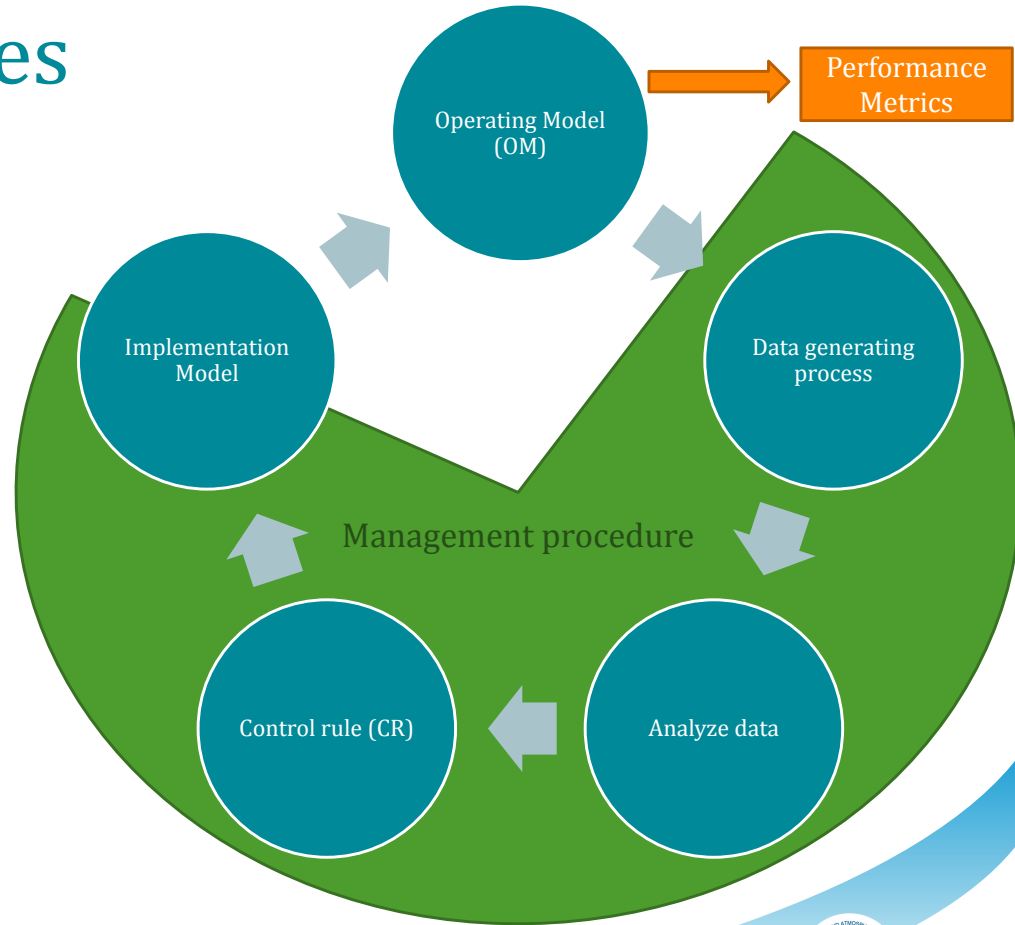 es
Operating Model
(OM)
Performance
Metrics
Implementation
Model
Data generating
process
Management procedure
Control rule (CR)
Analyze data